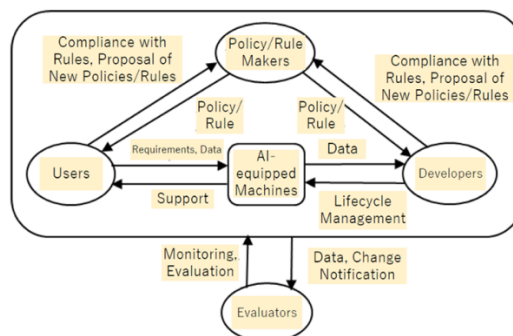 Compliance with
Rules, Proposal of
New Policies/Rules
Policy/Rule
Makers
Compliance with
Rules, Proposal of
New Policies/Rules
Policy/
Rule
Policy/
Rule
Users
Requirements, Data
Support
AI-
equipped
Machines
Data
Lifecycle
Management
Developers
Monitoring,
Evaluation
Data, Change
Notification
Evaluators